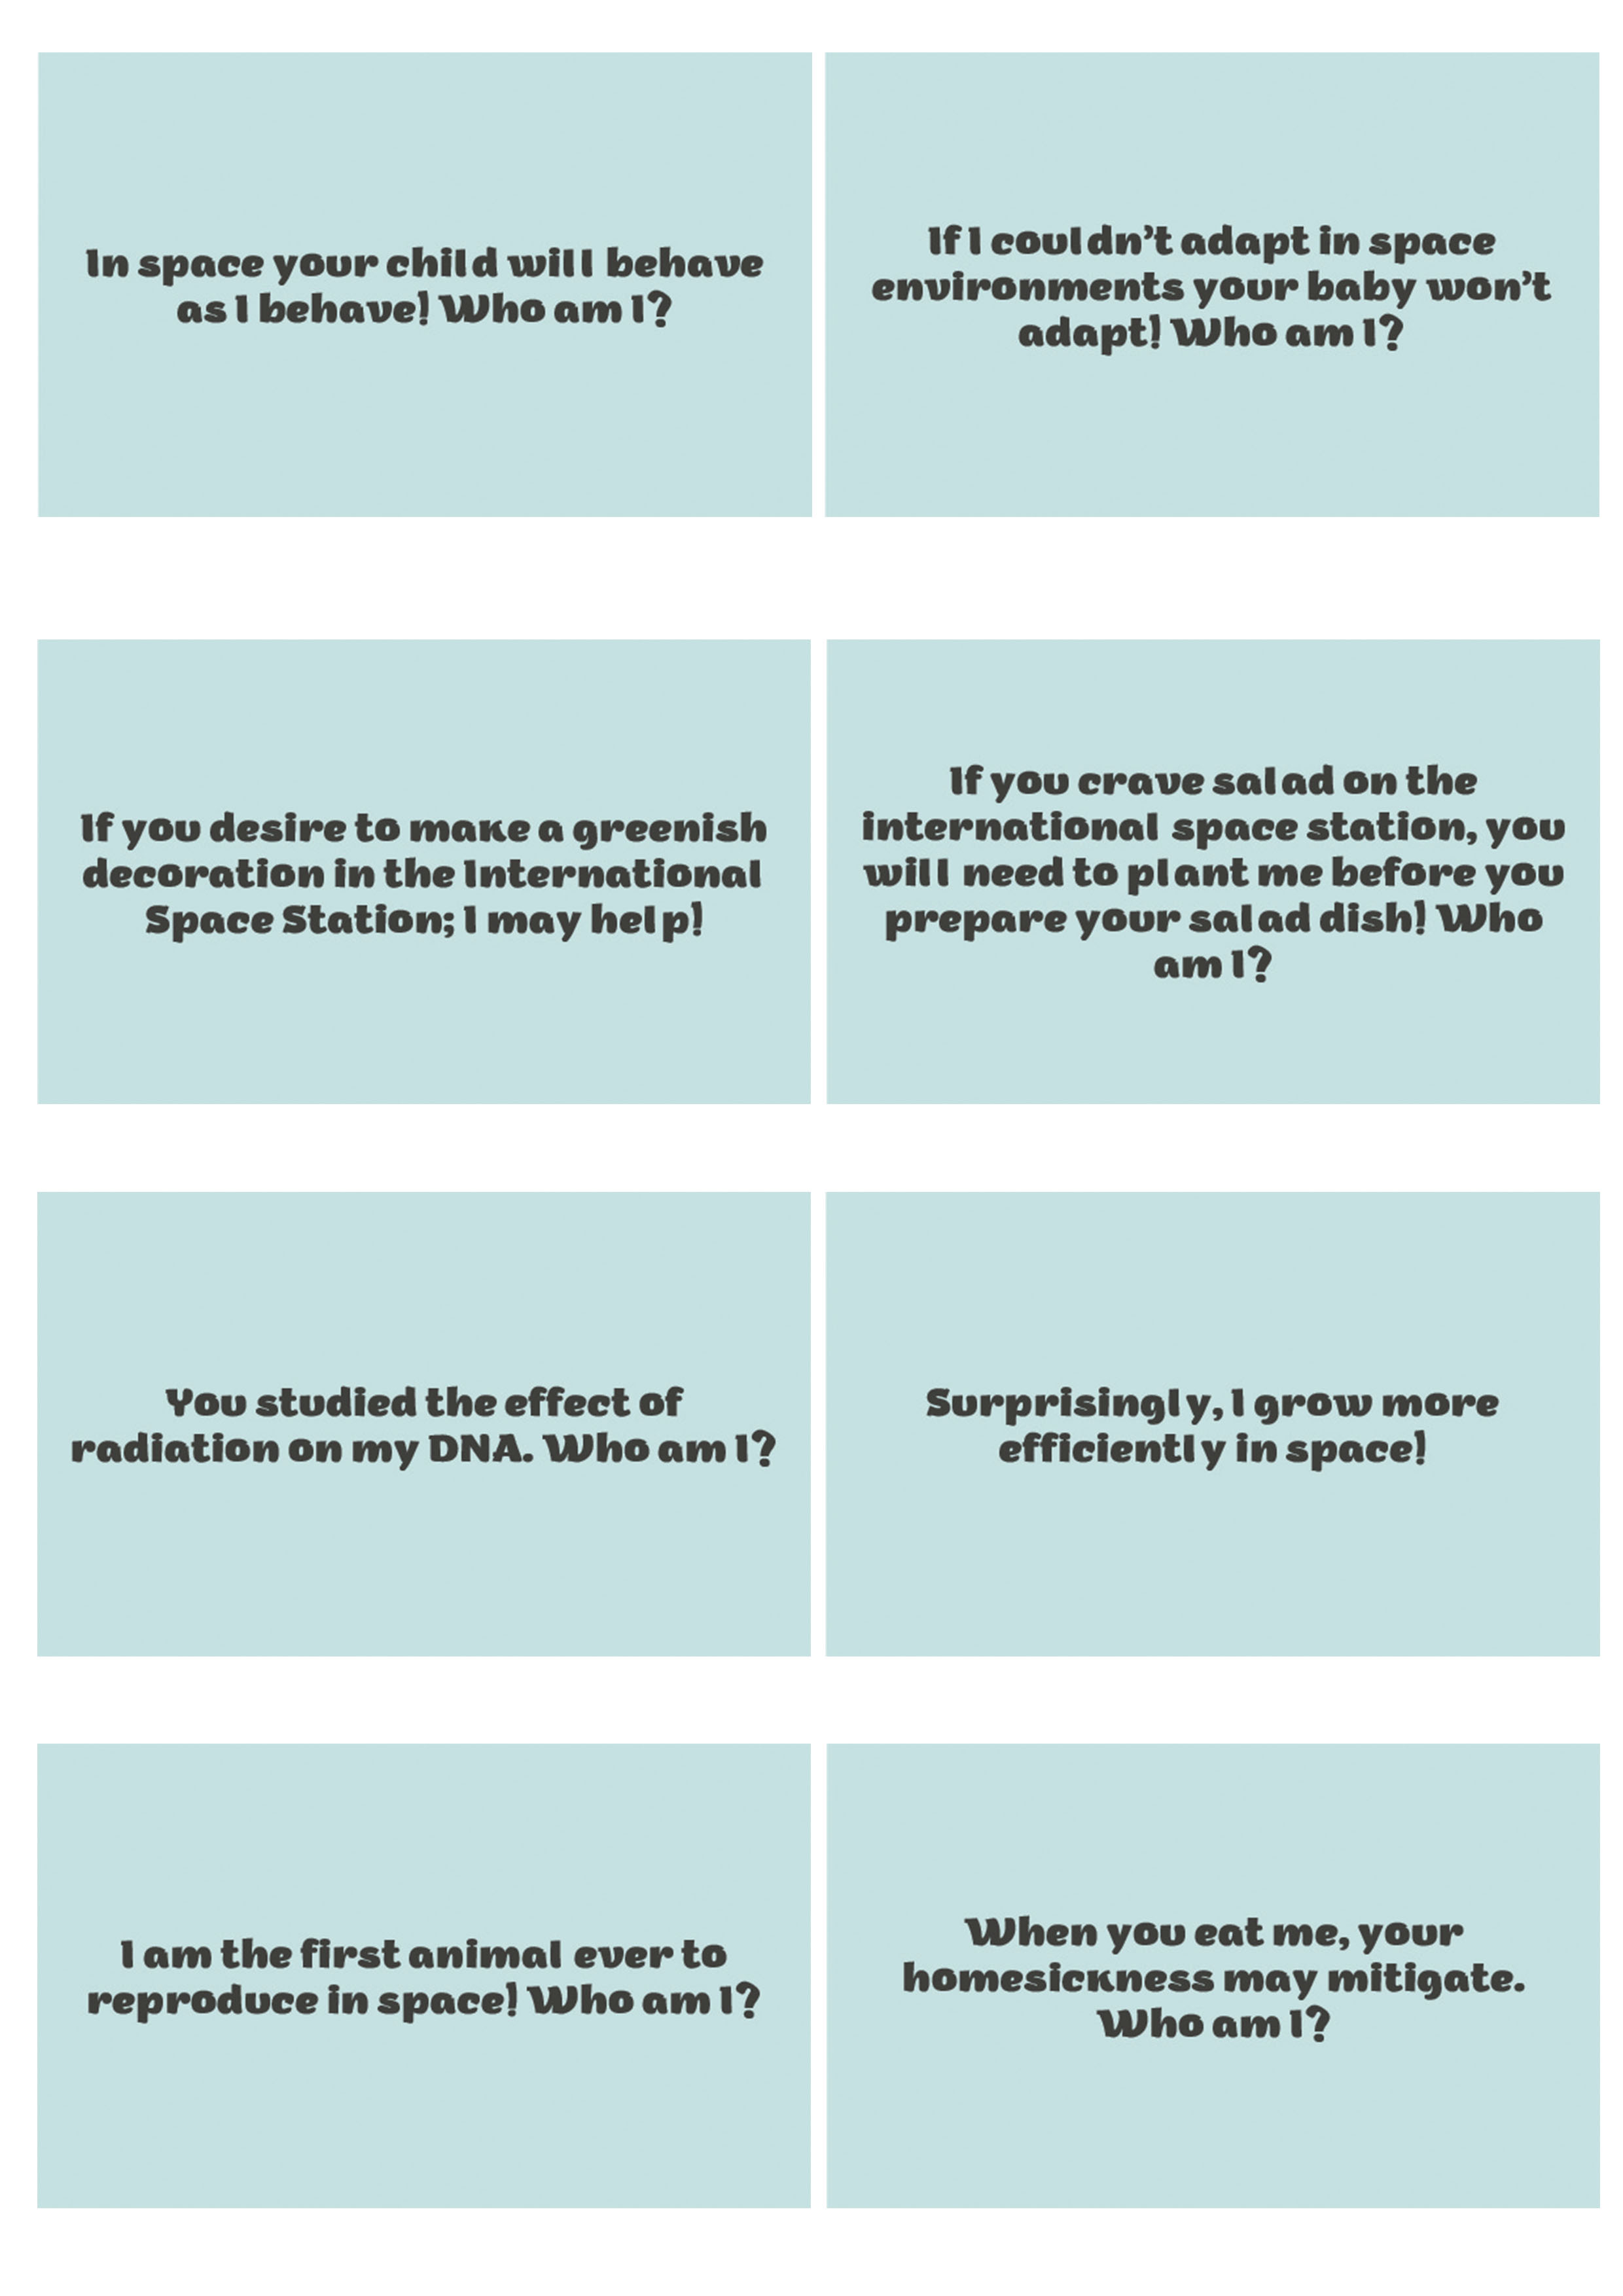 In space your child will behave
as I behave! Who am I?
If I couldn't adapt in space
environments your baby won't
adapt! Who am I?
If you desire to make a greenish
decoration in the International
Space Station; I may help!
If you crave salad on the
international space station, you
will need to plant me before you
prepare your salad dish! Who
am I?
You studied the effect of
radiation on my DNA. Who am I?
Surprisingly, I grow more
efficiently in space!
I am the first animal ever to
reproduce in space! Who am I?
When you eat me, your
homesickness may mitigate.
Who am I?